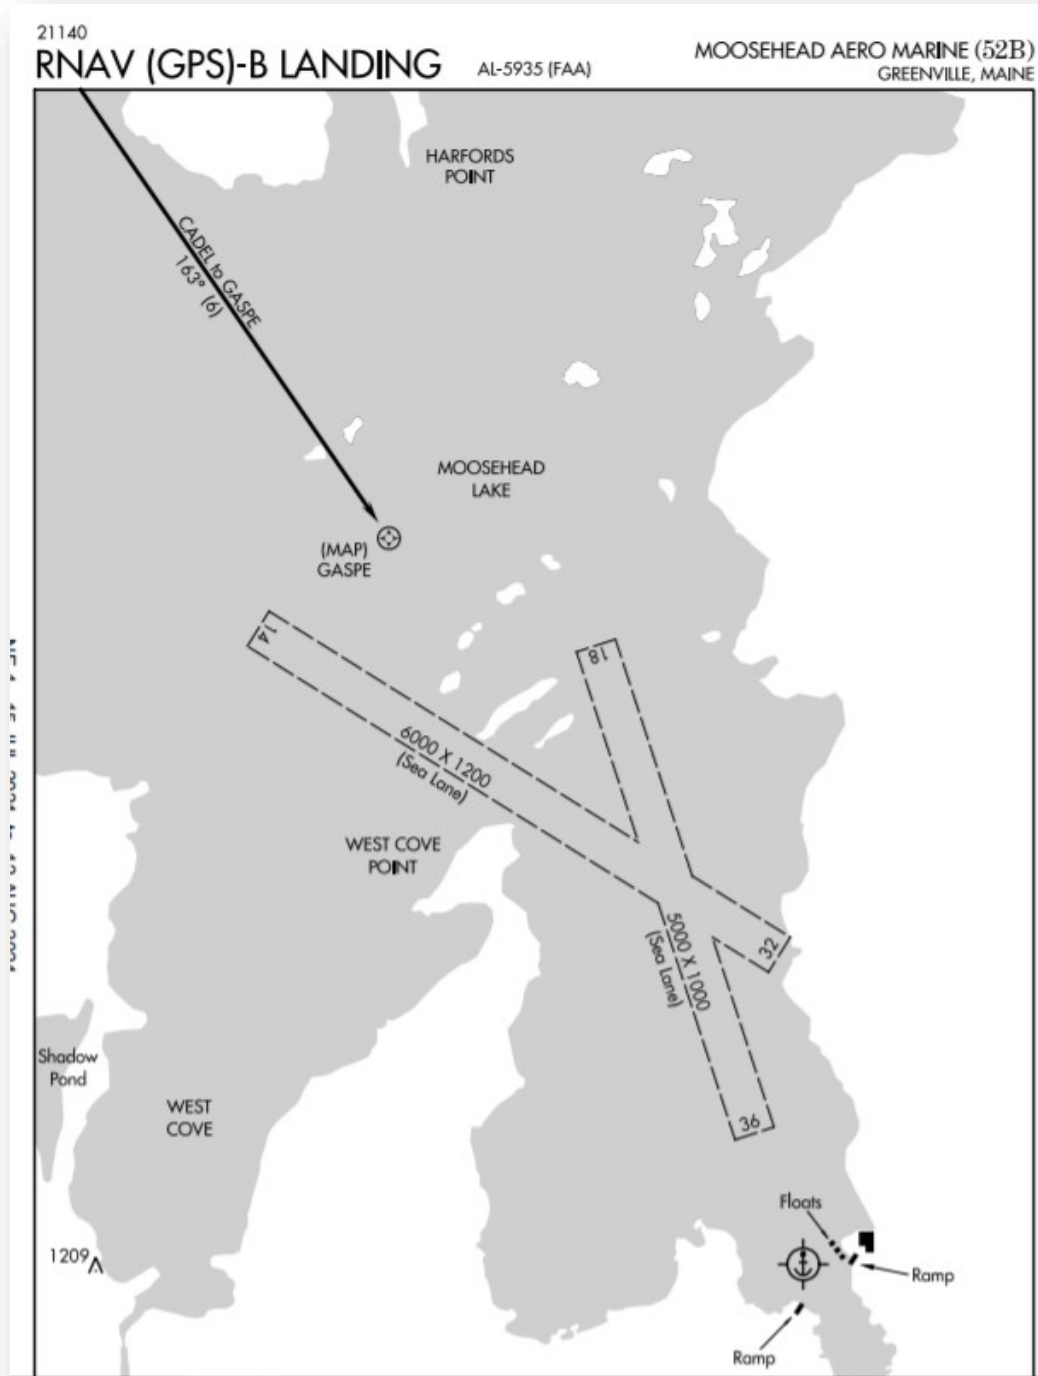 21140
RNAV (GPS)-B LANDING
AL-5935 (FAA)
MOOSEHEAD AERO MARINE (52B)
GREENVILLE, MAINE
HARFORDS
POINT
CADEL to GASPE
163° (6)
MOOSEHEAD
LAKE
(MAP)
GASPE
14
18
6000 X 1200
(Sea Lane)
WEST COVE
POINT
5000 X 1000
(Sea Lane)
32
Shadow
Pond
WEST
COVE
36
Floats
1209
Ramp
Ramp